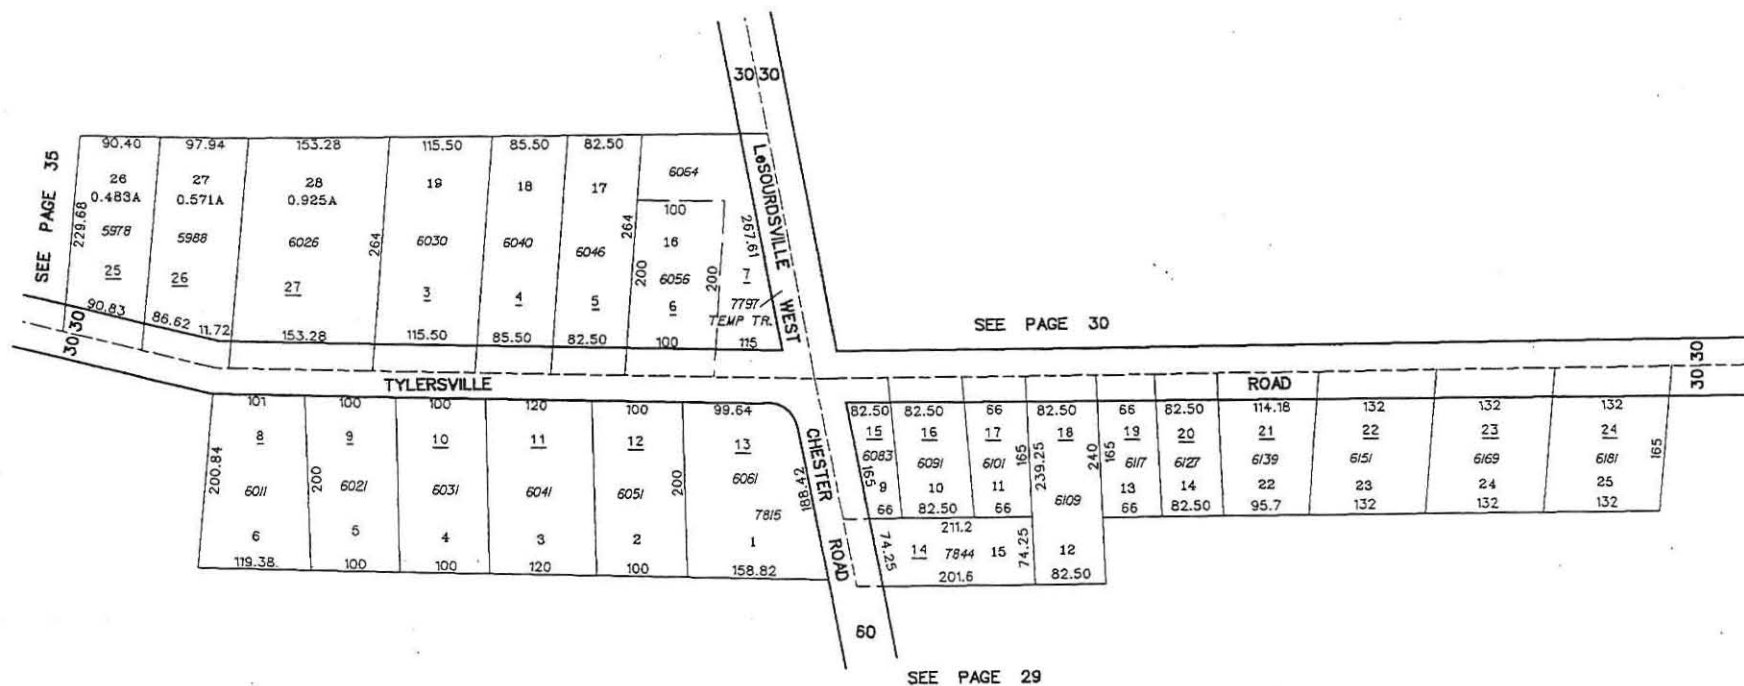 30 30
SEE PAGE 35
90.40 97.94 153.28 115.50 85.50 82.50
6064
26 27 28 19 18 17
0.483A 0.571A 0.925A
100
229.68 264 264 267.61
5978 5988 6026 6030 6040 6046 16
200 6056 200
25 26 27 3 4 5 6 7
7797
TEMP TR.
90.83 86.62 11.72 153.28 115.50 85.50 82.50 100 115
LeSOURDSVILLE WEST
SEE PAGE 30
30 30
30 30
30 30
TYLERSVILLE ROAD
101 100 100 120 100 99.64
8 9 10 11 12 13
200.84 200 200 188.42
6011 6021 6031 6041 6051 6061
7815
6 5 4 3 2 1
119.38 100 100 120 100 158.82
CHESTER ROAD
82.50 82.50 66 82.50 66 82.50 114.18 132 132 132
15 16 17 18 19 20 21 22 23 24
165 165 239.25 240 165 165
6083 6091 6101 6109 6117 6127 6139 6151 6169 6181
9 10 11 13 14 22 23 24 25
66 82.50 66 66 82.50 95.7 132 132 132
211.2
74.25 14 7844 15 74.25 12
201.6 82.50
60
SEE PAGE 29